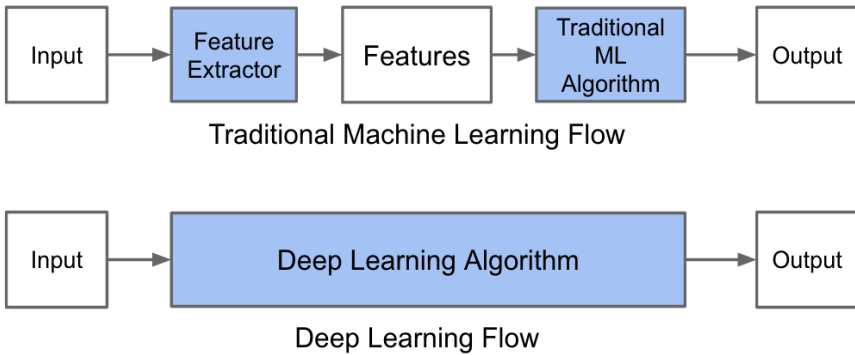 Input
Feature
Extractor
Features
Traditional
ML
Algorithm
Output
Traditional Machine Learning Flow
Input
Deep Learning Algorithm
Output
Deep Learning Flow